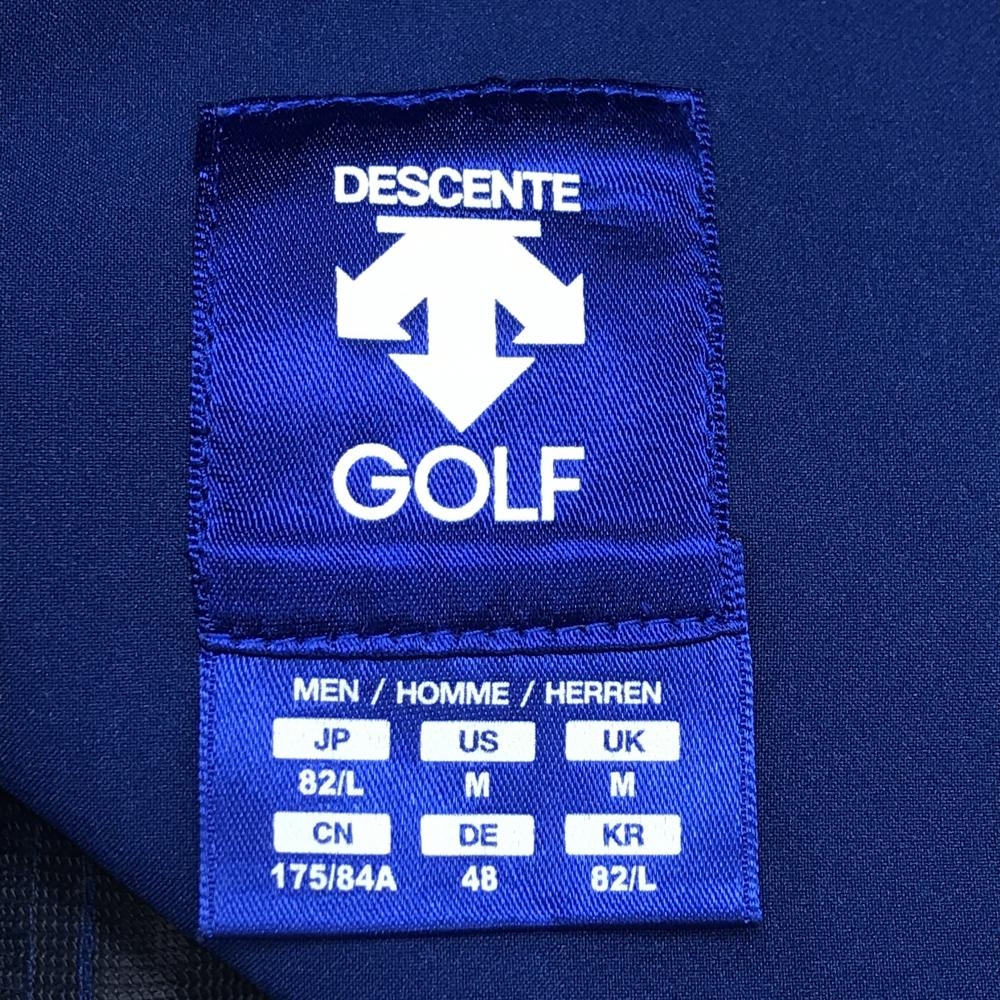 DESCENTE
GOLF
MEN / HOMME / HERREN
JP US UK
82/L M M
CN DE KR
175/84A 48 82/L